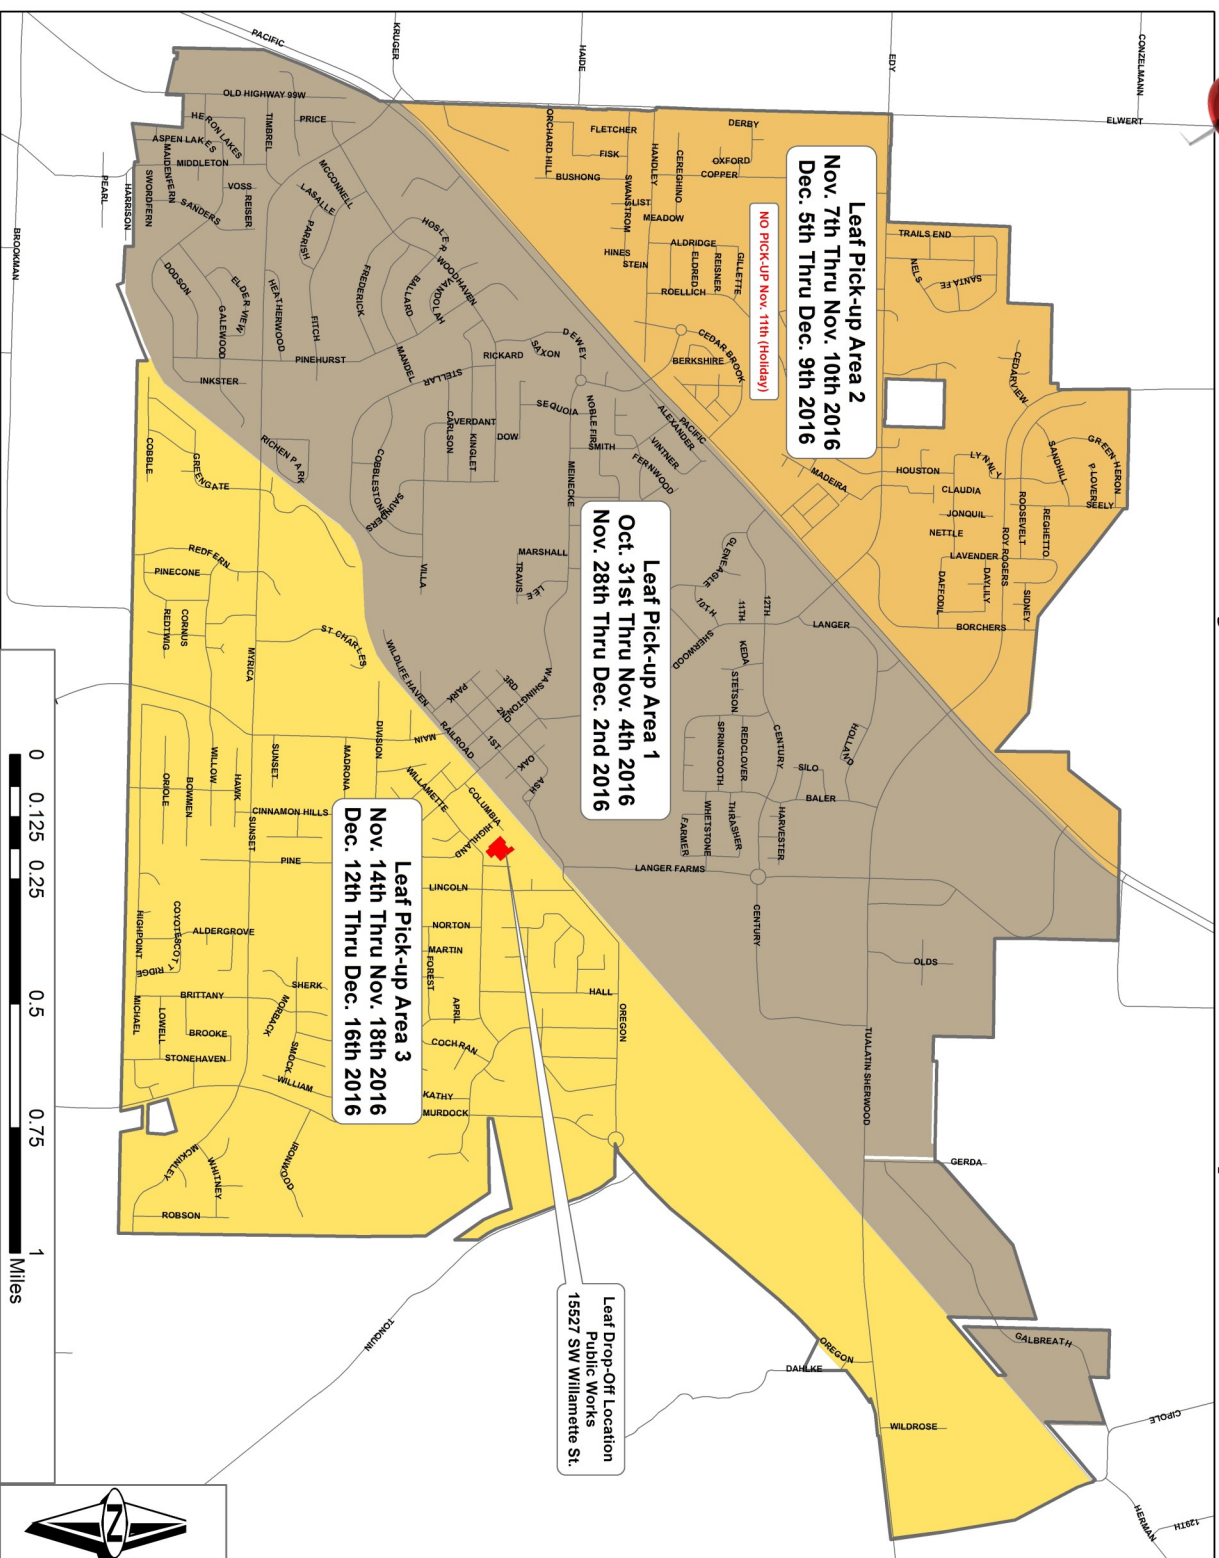 Leaf Pick-up Area 2
Nov. 7th Thru Nov. 10th 2016
Dec. 5th Thru Dec. 9th 2016
NO PICK-UP Nov. 11th (Holiday)
Leaf Pick-up Area 1
Oct. 31st Thru Nov. 4th 2016
Nov. 28th Thru Dec. 2nd 2016
Leaf Pick-up Area 3
Nov. 14th Thru Nov. 18th 2016
Dec. 12th Thru Dec. 16th 2016
Leaf Drop-Off Location
Public Works
15527 SW Willamette St.
PACIFIC
KRUGER
HAIDE
EDY
CONZELMANN
ELWERT
OLD HIGHWAY 99W
HERON LAKES
TIMBREL
PRICE
ASPEN LAKES
MAIDENFERN
MIDDLETON
SWORDFERN
HARRISON
PEARL
BROOKMAN
VOSS
REISER
SANDERS
MCCONNELL
LASALLE
PARRISH
HOSLER
WOODHAVEN
VANDOLAH
BALLARD
FREDERICK
DODSON
ELDER VIEW
GALEWOOD
HEATHERWOOD
FITCH
PINEHURST
INKSTER
MANDEL
STELLAR
RICKARD
SAXON
DEWEY
SEQUOIA
NOBLE FIR
SMITH
VERDANT
CARLSON
KINGLET
DOW
MEINECKE
RICHEN PARK
COBBLESTONE
SAUNDERS
VILLA
MARSHALL
TRAVIS
LEE
FERNWOOD
VINTNER
ALEXANDER
PACIFIC
ORCHARD HILL
FLETCHER
FISK
BUSHONG
HANDLEY
SWANSTROM
LIST
MEADOW
CEREGHINO
DERBY
OXFORD
COPPER
ALDRIDGE
ELDRED
REISNER
GILLETTE
HINES
STEIN
ROELLICH
CEDAR BROOK
BERKSHIRE
TRAILS END
NELS
SANTA FE
CEDARVIEW
GREEN HERON
PLOVER
SANDHILL
SEELY
LYNNLY
HOUSTON
CLAUDIA
JONQUIL
NETTLE
ROOSEVELT
REGHETTO
ROY ROGERS
LAVENDER
DAYLILY
DAFFODIL
SIDNEY
BORCHERS
MADEIRA
GLENEAGLE
10TH
11TH
12TH
SHERWOOD
LANGER
KEDA
STETSON
CENTURY
REDCLOVER
SPRINGTOOTH
HOLLAND
SILO
BALER
HARVESTER
THRASHER
WHETSTONE
FARMER
LANGER FARMS
CENTURY
OLDS
TUALATIN SHERWOOD
GERDA
GALBREATH
CIPOLE
HERMAN
129TH
WILDROSE
OREGON
DAHLKE
TONQUIN
COBBLE
GREENGATE
REDFERN
PINECONE
REDTWIG
CORNUS
ST CHARLES
MYRICA
WILDLIFE HAVEN
PARK
3RD
2ND
1ST
WASHINGTON
OAK
ASH
RAILROAD
MAIN
DIVISION
MADRONA
SUNSET
WILLOW
HAWK
BOWMEN
ORIOLE
CINNAMON HILLS
SUNSET
PINE
WILLAMETTE
COLUMBIA
HIGHLAND
LINCOLN
NORTON
MARTIN
FOREST
APRIL
HALL
OREGON
COCHRAN
KATHY
MURDOCK
COYOTE
SCOTT
RIDGE
HIGHPOINT
ALDERGROVE
BRITTANY
MICHAEL
LOWELL
BROOKE
STONEHAVEN
SHERK
MORBACK
SMOCK
WILLIAM
MCKINLEY
WHITNEY
IRONWOOD
ROBSON
0 0.125 0.25 0.5 0.75 1
Miles
N